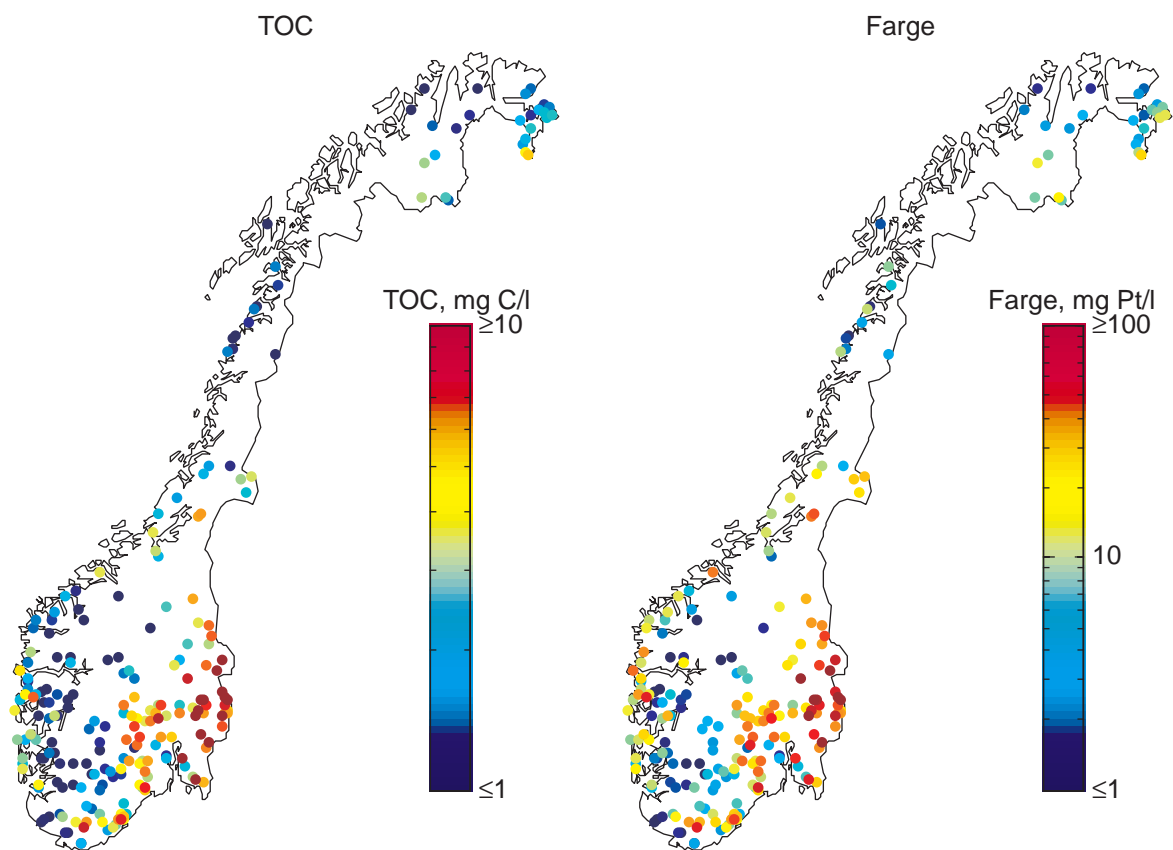 TOC
Farge
TOC, mg C/l
≥10
≤1
Farge, mg Pt/l
≥100
10
≤1